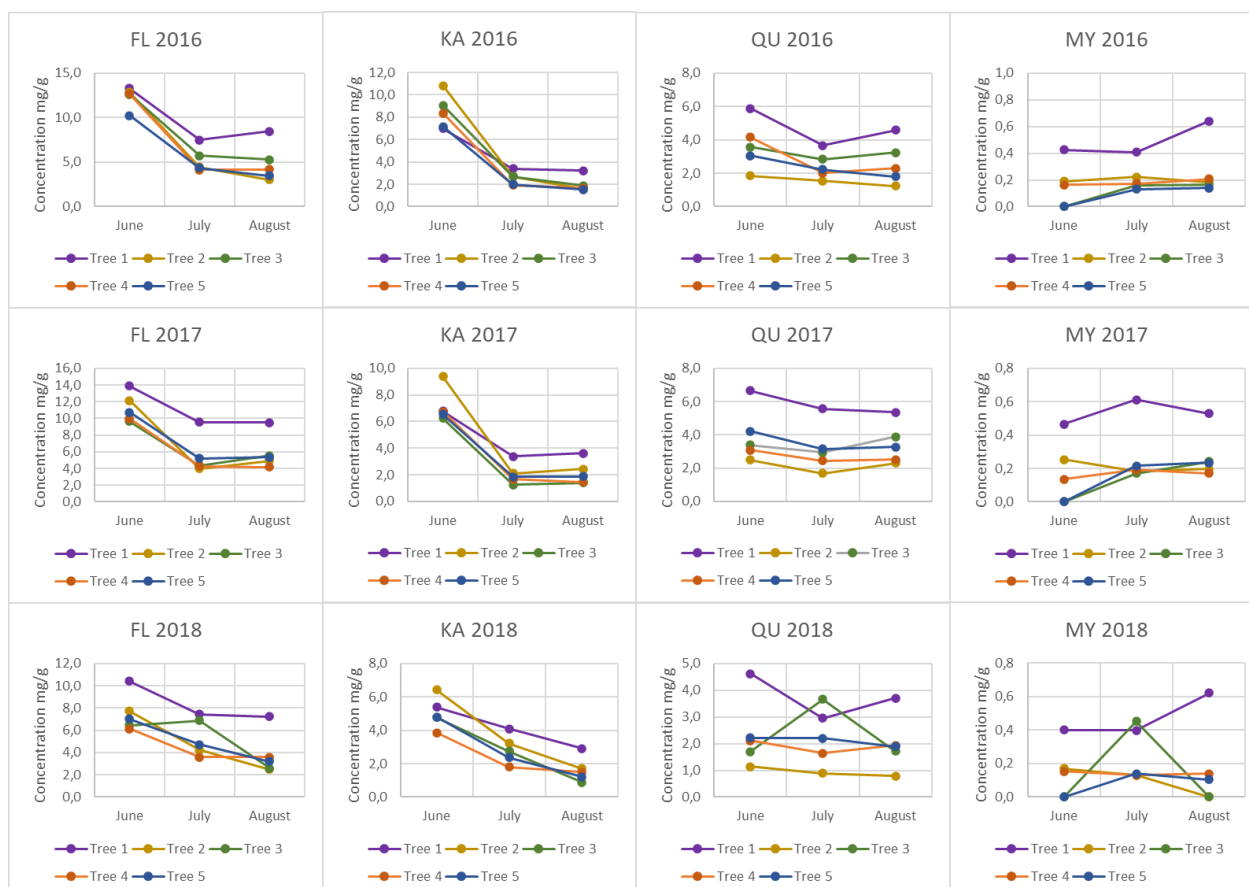 FL 2016
Concentration mg/g
15,0
10,0
5,0
0,0
June July August
Tree 1 Tree 2 Tree 3
Tree 4 Tree 5
KA 2016
12,0
10,0
8,0
6,0
4,0
2,0
0,0
June July August
Tree 1 Tree 2 Tree 3
Tree 4 Tree 5
QU 2016
Concentration mg/g
8,0
6,0
4,0
2,0
0,0
June July August
Tree 1 Tree 2 Tree 3
Tree 4 Tree 5
MY 2016
Concentration mg/g
1,0
0,8
0,6
0,4
0,2
0,0
June July August
Tree 1 Tree 2 Tree 3
Tree 4 Tree 5
FL 2017
Concentration mg/g
16,0
14,0
12,0
10,0
8,0
6,0
4,0
2,0
0,0
June July August
Tree 1 Tree 2 Tree 3
Tree 4 Tree 5
KA 2017
Concentration mg/g
10,0
8,0
6,0
4,0
2,0
0,0
June July August
Tree 1 Tree 2 Tree 3
Tree 4 Tree 5
QU 2017
Concentration mg/g
8,0
6,0
4,0
2,0
0,0
June July August
Tree 1 Tree 2 Tree 3
Tree 4 Tree 5
MY 2017
Concentration mg/g
0,8
0,6
0,4
0,2
0,0
June July August
Tree 1 Tree 2 Tree 3
Tree 4 Tree 5
FL 2018
Concentration mg/g
12,0
10,0
8,0
6,0
4,0
2,0
0,0
June July August
Tree 1 Tree 2 Tree 3
Tree 4 Tree 5
KA 2018
Concentration mg/g
8,0
6,0
4,0
2,0
0,0
June July August
Tree 1 Tree 2 Tree 3
Tree 4 Tree 5
QU 2018
Concentration mg/g
5,0
4,0
3,0
2,0
1,0
0,0
June July August
Tree 1 Tree 2 Tree 3
Tree 4 Tree 5
MY 2018
Concentration mg/g
0,8
0,6
0,4
0,2
0,0
June July August
Tree 1 Tree 2 Tree 3
Tree 4 Tree 5